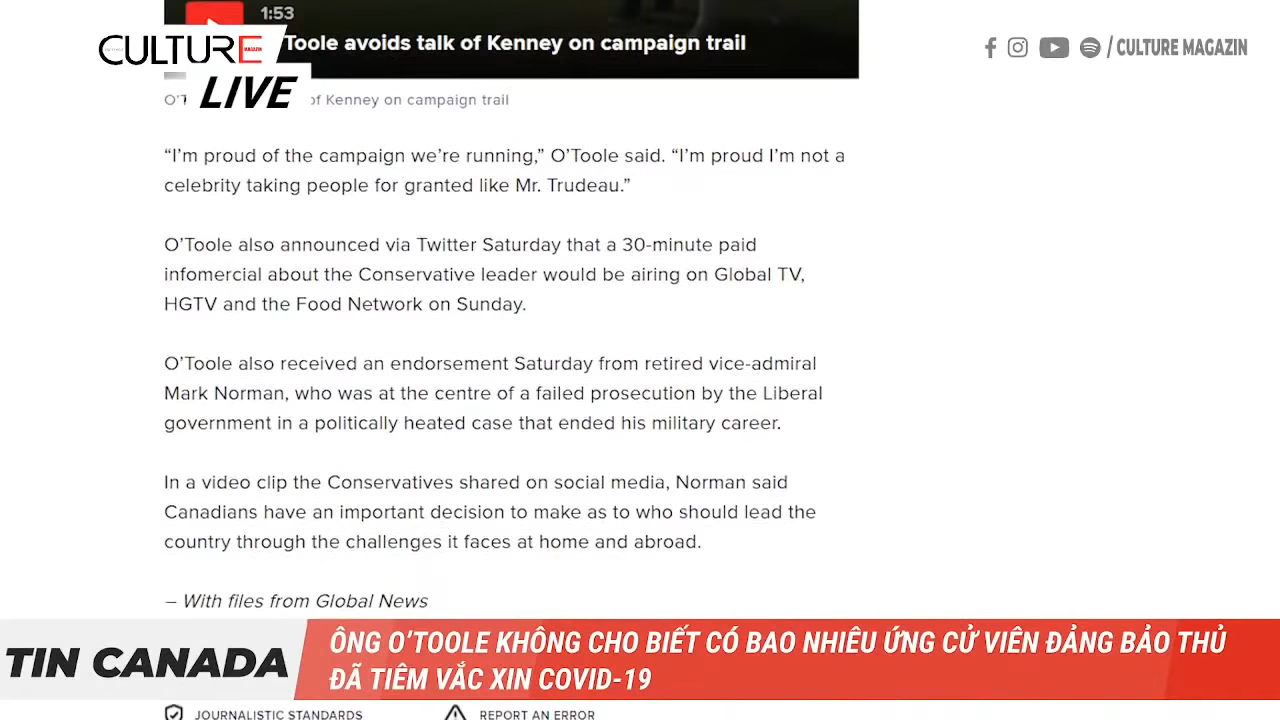 1:53
Toole avoids talk of Kenney on campaign trail
CULTURE
MAGAZIN
/ CULTURE MAGAZIN
LIVE
O'T of Kenney on campaign trail
“I’m proud of the campaign we’re running,” O’Toole said. “I’m proud I’m not a
celebrity taking people for granted like Mr. Trudeau.”
O’Toole also announced via Twitter Saturday that a 30-minute paid
infomercial about the Conservative leader would be airing on Global TV,
HGTV and the Food Network on Sunday.
O’Toole also received an endorsement Saturday from retired vice-admiral
Mark Norman, who was at the centre of a failed prosecution by the Liberal
government in a politically heated case that ended his military career.
In a video clip the Conservatives shared on social media, Norman said
Canadians have an important decision to make as to who should lead the
country through the challenges it faces at home and abroad.
– With files from Global News
TIN CANADA
ÔNG O’TOOLE KHÔNG CHO BIẾT CÓ BAO NHIÊU ỨNG CỬ VIÊN ĐẢNG BẢO THỦ
ĐÃ TIÊM VẮC XIN COVID-19
JOURNALISTIC STANDARDS
REPORT AN ERROR